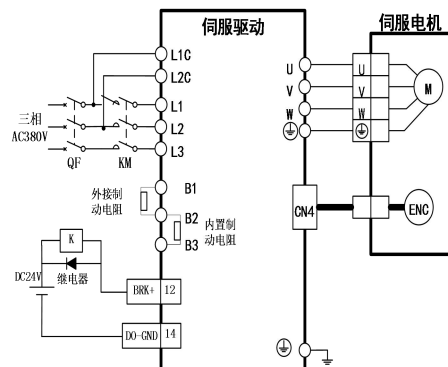 伺服驱动
伺服电机
L1C
L2C
L1
L2
L3
三相
AC380V
QF
KM
U
V
W
U
V
W
M
B1
B2
B3
外接制
动电阻
内置制
动电阻
CN4
ENC
K
继电器
DC24V
BRK+
12
DO-GND
14